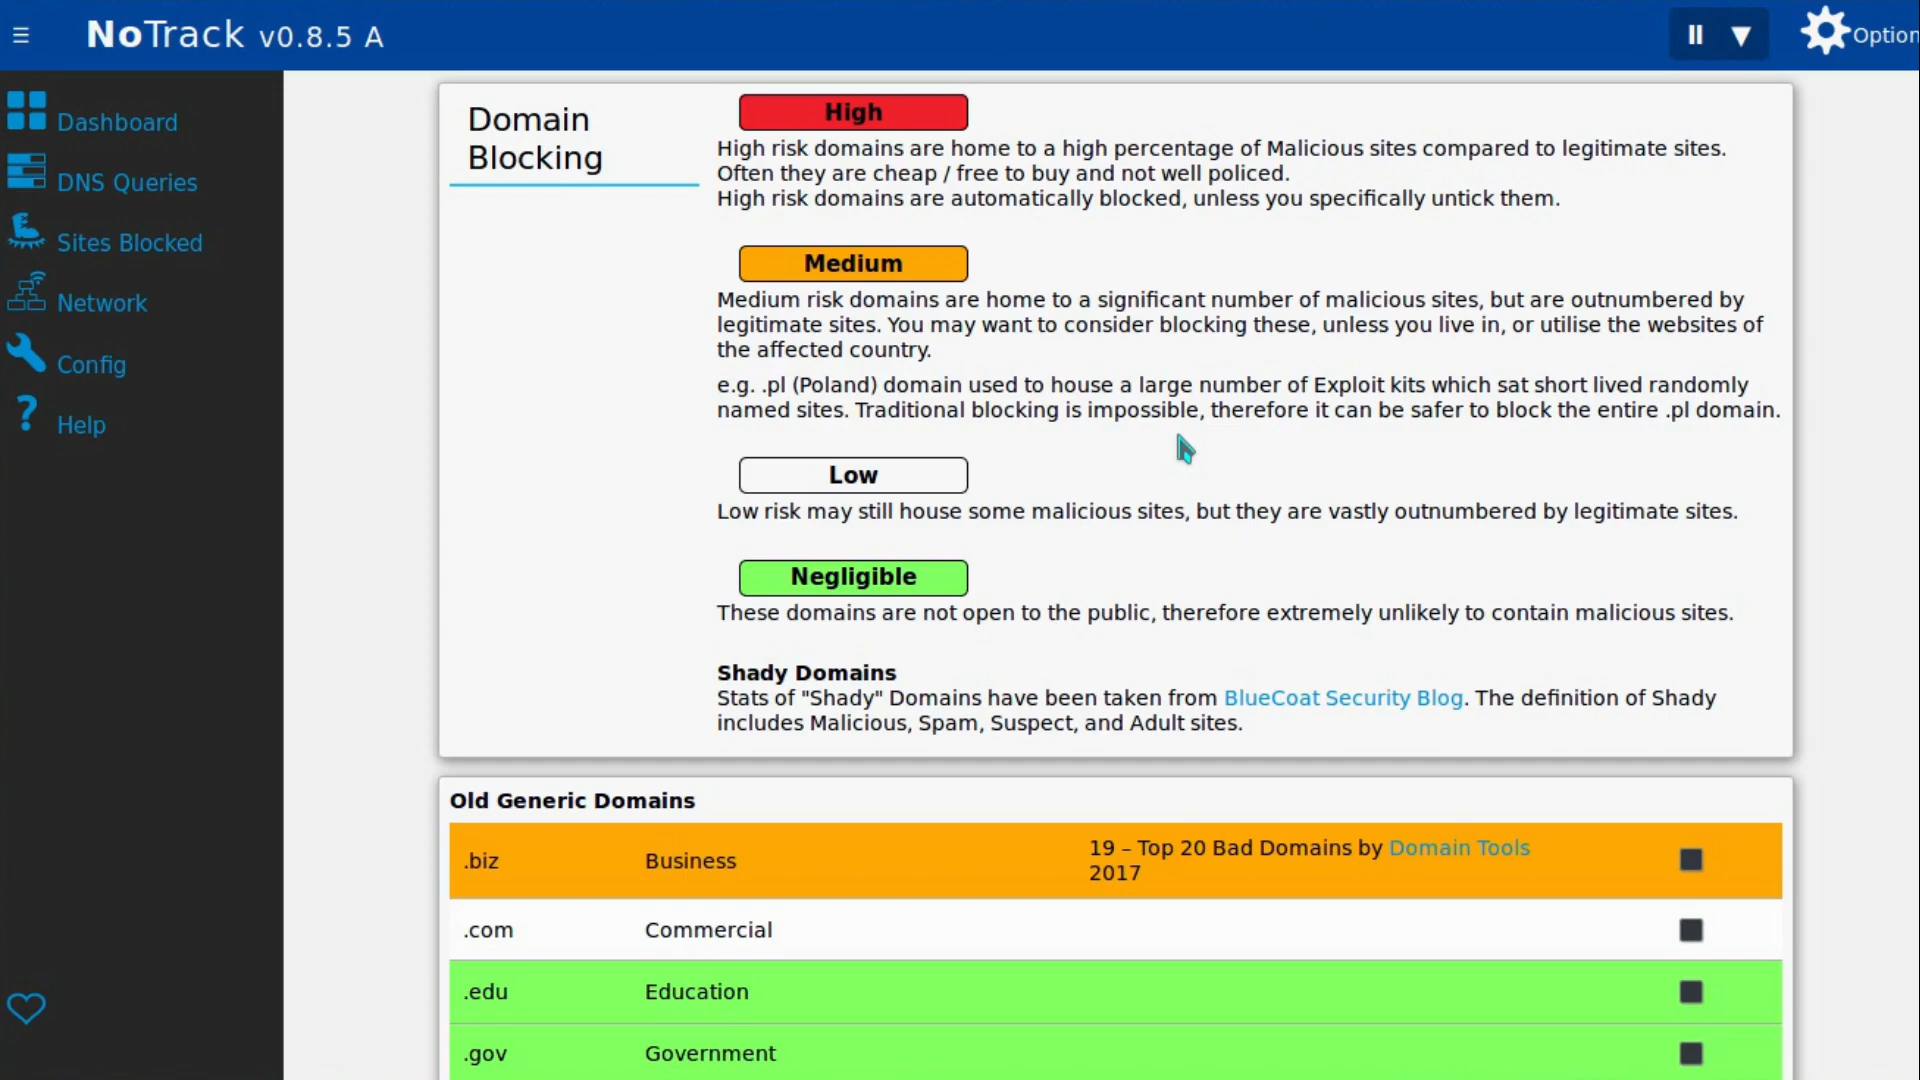 ☰ NoTrack v0.8.5 A
Option
Dashboard
DNS Queries
Sites Blocked
Network
Config
Help
Domain
Blocking
High
High risk domains are home to a high percentage of Malicious sites compared to legitimate sites.
Often they are cheap / free to buy and not well policed.
High risk domains are automatically blocked, unless you specifically untick them.
Medium
Medium risk domains are home to a significant number of malicious sites, but are outnumbered by
legitimate sites. You may want to consider blocking these, unless you live in, or utilise the websites of
the affected country.
e.g. .pl (Poland) domain used to house a large number of Exploit kits which sat short lived randomly
named sites. Traditional blocking is impossible, therefore it can be safer to block the entire .pl domain.
Low
Low risk may still house some malicious sites, but they are vastly outnumbered by legitimate sites.
Negligible
These domains are not open to the public, therefore extremely unlikely to contain malicious sites.
Shady Domains
Stats of "Shady" Domains have been taken from BlueCoat Security Blog. The definition of Shady
includes Malicious, Spam, Suspect, and Adult sites.
Old Generic Domains
.biz Business 19 – Top 20 Bad Domains by Domain Tools
2017
.com Commercial
.edu Education
.gov Government